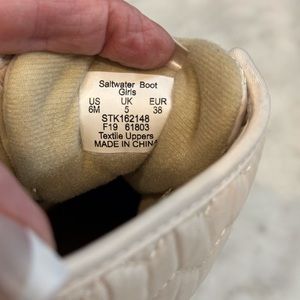 Saltwater Boot
Girls
US UK EUR
6M 5 38
STK162148
F19 61803
Textile Uppers
MADE IN CHINA